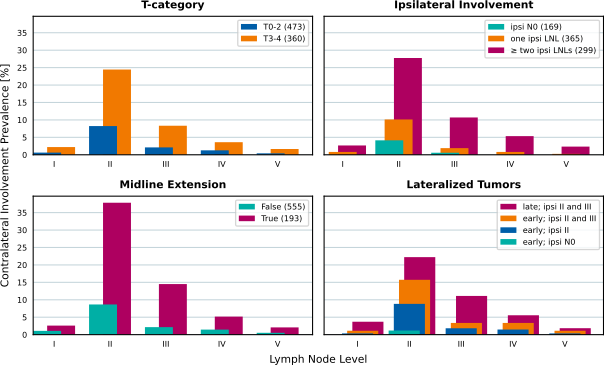 T-category
T0-2 (473)
T3-4 (360)
35
30
25
20
15
10
5
0
I II III IV V
Ipsilateral Involvement
ipsi N0 (169)
one ipsi LNL (365)
≥ two ipsi LNLs (299)
I II III IV V
Contralateral Involvement Prevalence [%]
Midline Extension
False (555)
True (193)
35
30
25
20
15
10
5
0
I II III IV V
Lateralized Tumors
late; ipsi II and III
early; ipsi II and III
early; ipsi II
early; ipsi N0
I II III IV V
Lymph Node Level